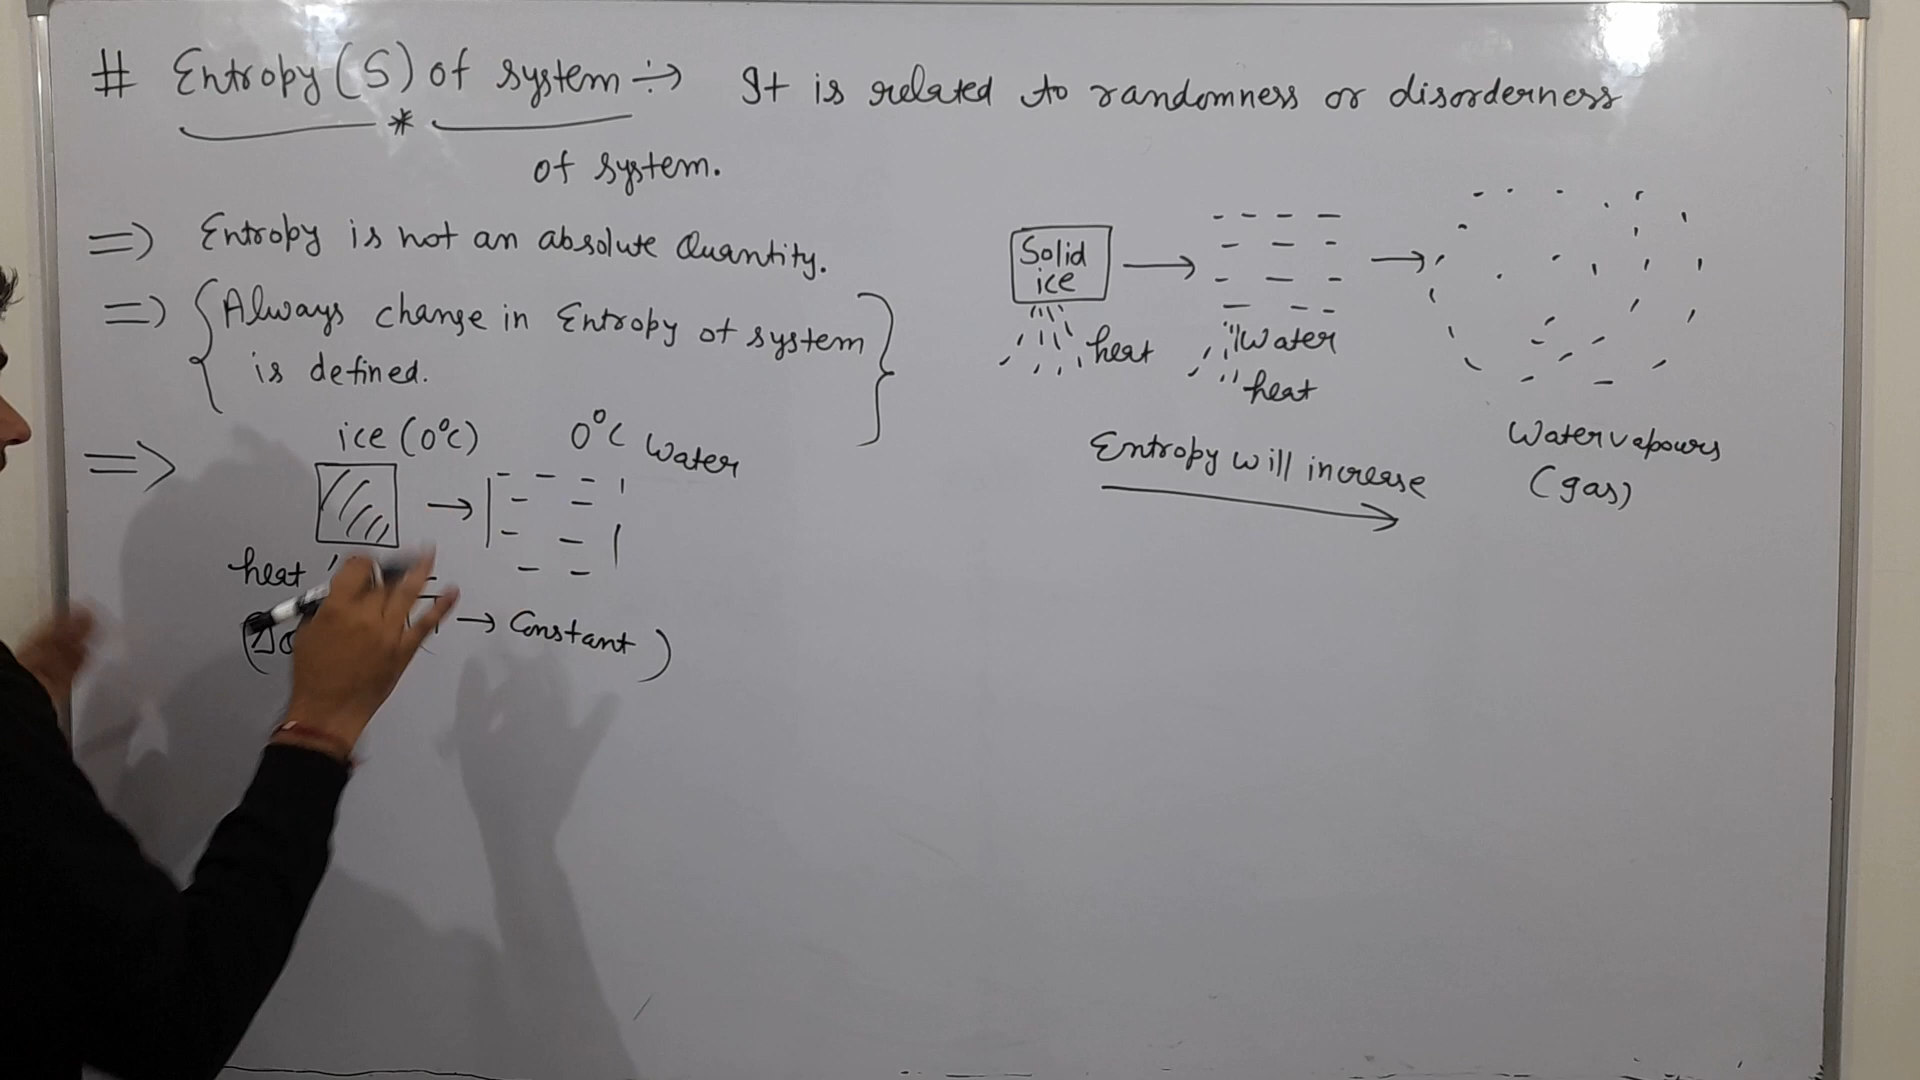 # Entropy (S) of system ÷→ It is related to randomness or disorderness
of system.
⇒ Entropy is not an absolute Quantity.
⇒ {Always change in Entropy of system
is defined.}
⇒ ice (0°C) 0°C water
heat
→ Constant )
Solid
ice
→
→
heat
Water
heat
Water vapours
(gas)
Entropy will increase